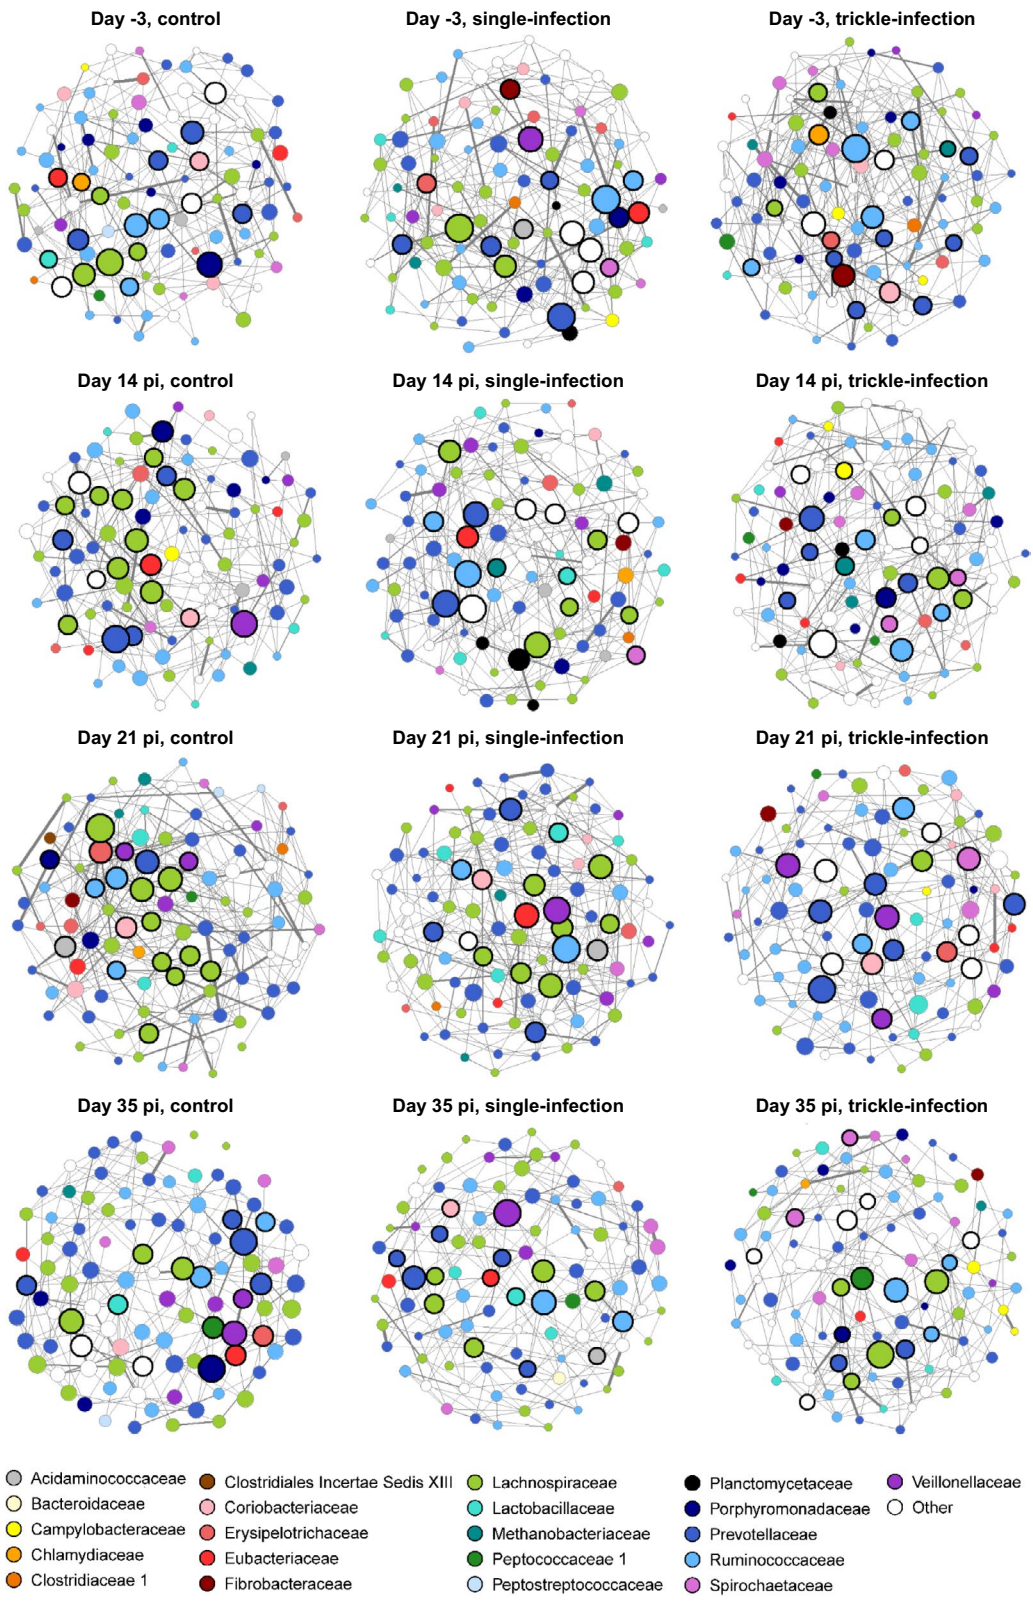 Day -3, control
Day -3, single-infection
Day -3, trickle-infection
Day 14 pi, control
Day 14 pi, single-infection
Day 14 pi, trickle-infection
Day 21 pi, control
Day 21 pi, single-infection
Day 21 pi, trickle-infection
Day 35 pi, control
Day 35 pi, single-infection
Day 35 pi, trickle-infection
Acidaminococcaceae
Bacteroidaceae
Campylobacteraceae
Chlamydiaceae
Clostridiaceae 1
Clostridiales Incertae Sedis XIII
Coriobacteriaceae
Erysipelotrichaceae
Eubacteriaceae
Fibrobacteraceae
Lachnospiraceae
Lactobacillaceae
Methanobacteriaceae
Peptococcaceae 1
Peptostreptococcaceae
Planctomycetaceae
Porphyromonadaceae
Prevotellaceae
Ruminococcaceae
Spirochaetaceae
Veillonellaceae
Other